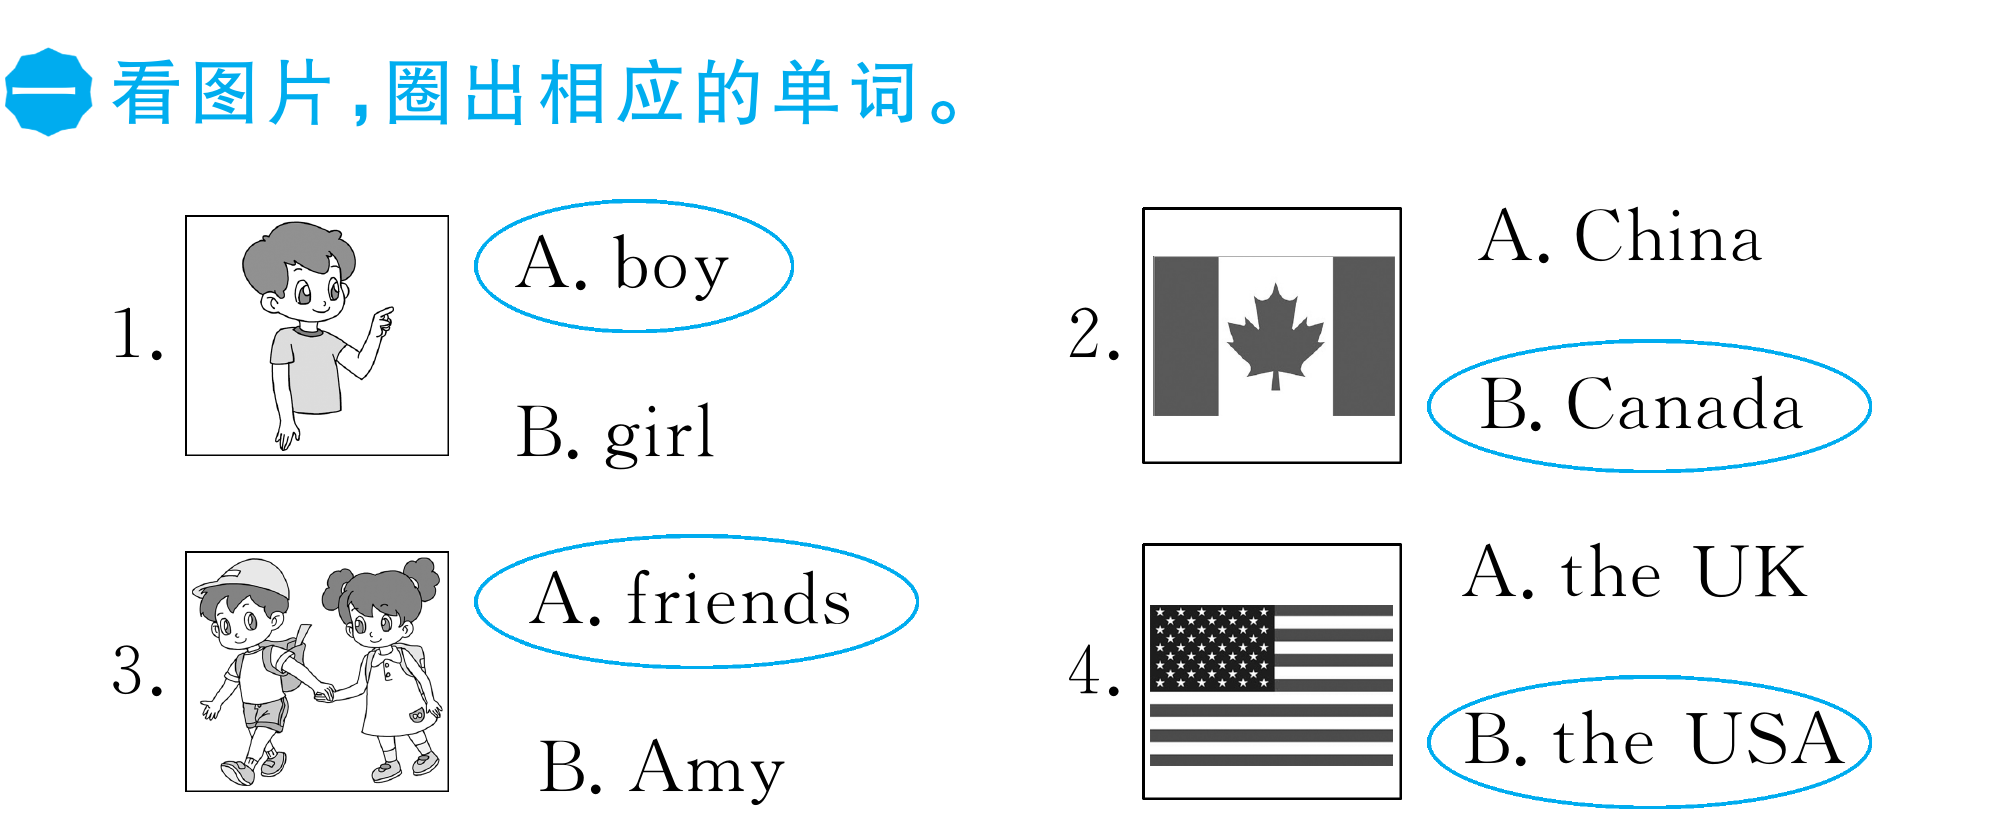 一 看图片,圈出相应的单词。
1.
A. boy
B. girl
2.
A. China
B. Canada
3.
A. friends
B. Amy
4.
A. the UK
B. the USA